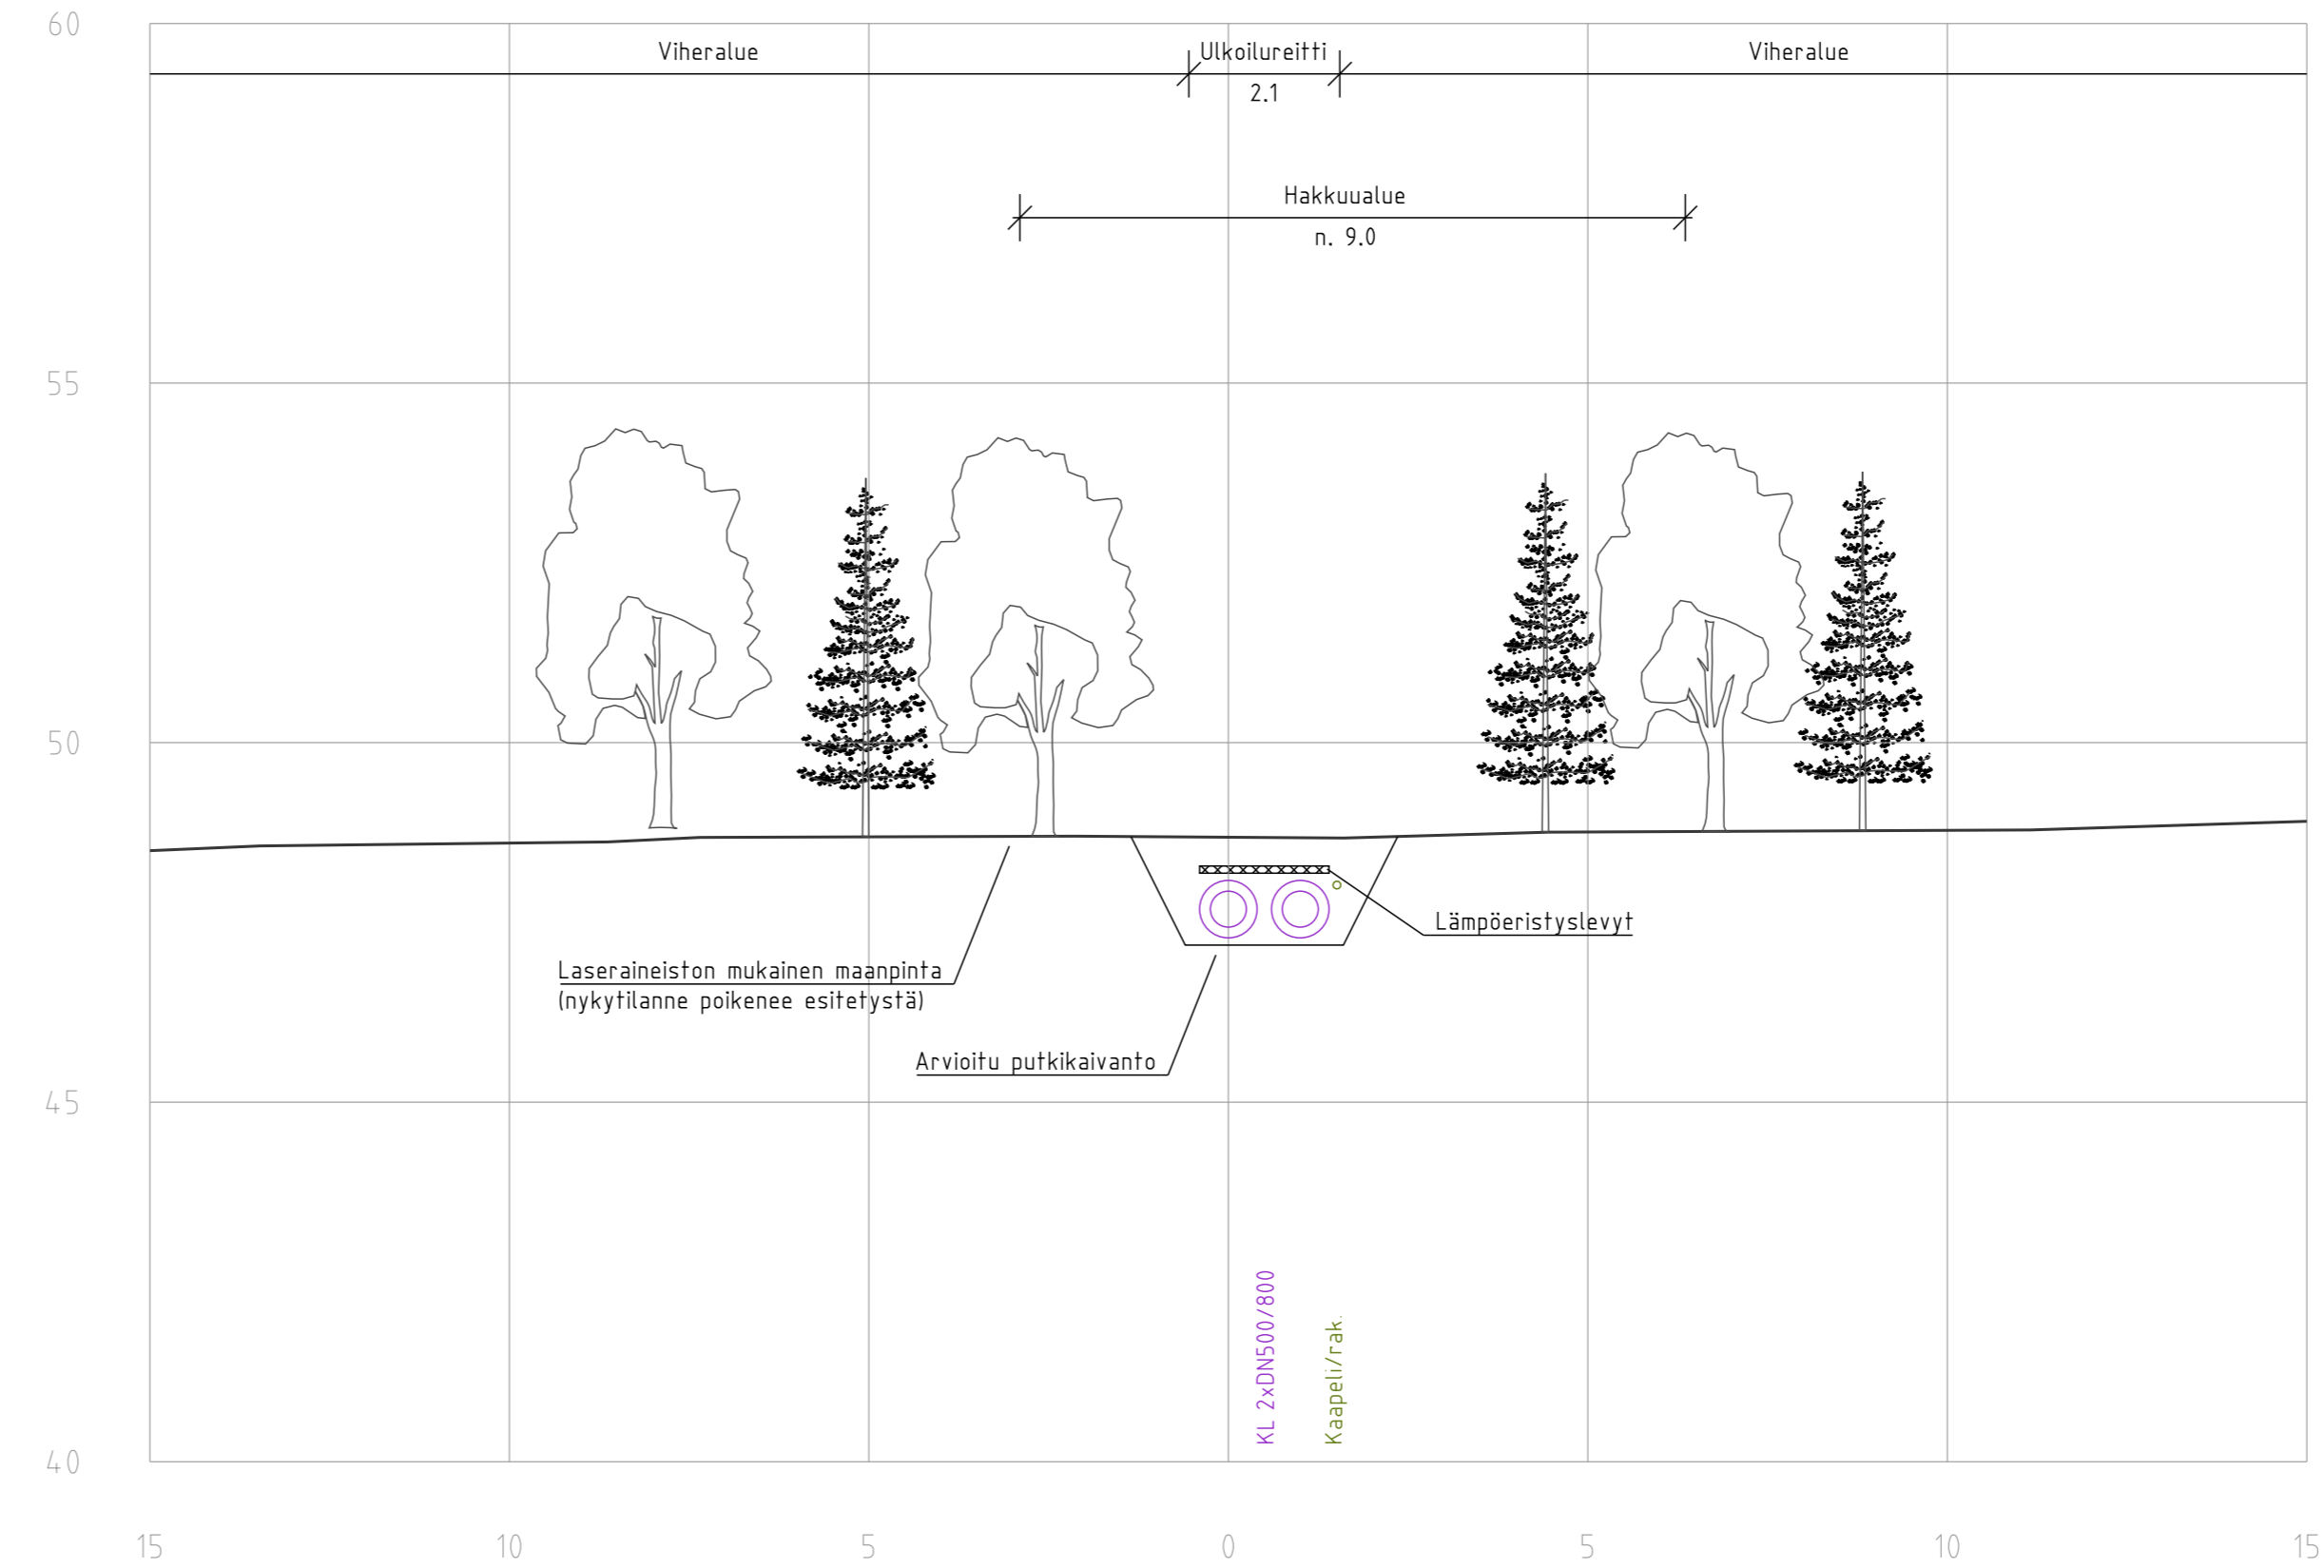 60
Viheralue
Ulkoilureitti
Viheralue
2.1
Hakkuualue
n. 9.0
55
50
Lämpöeristyslevyt
Laseraineiston mukainen maanpinta
(nykytilanne poikenee esitetystä)
Arvioitu putkikaivanto
45
KL 2xDN500/800
Kaapeli/rak.
40
15
10
5
0
5
10
15